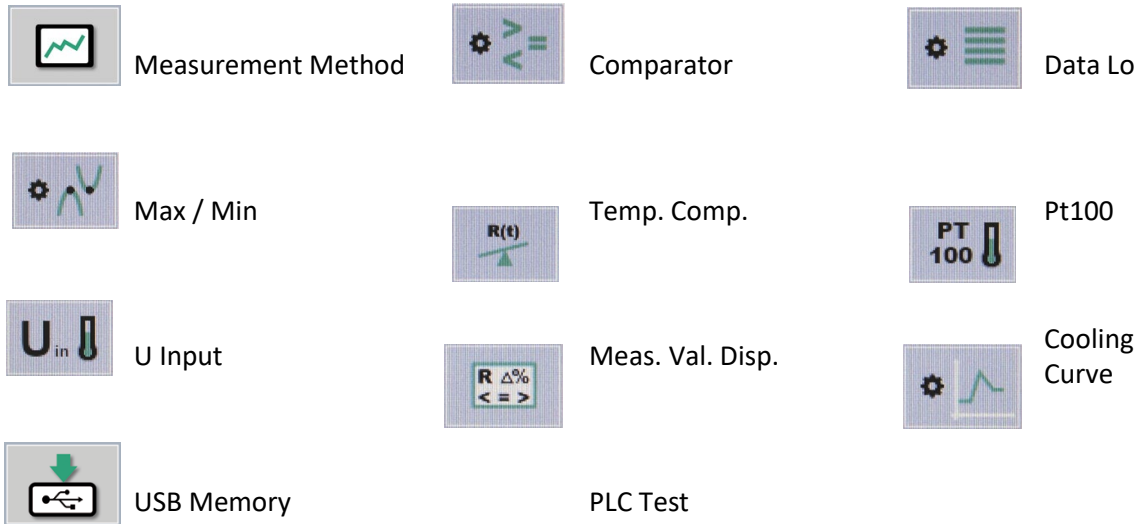 Measurement Method
> < =
Comparator
Data Lo
Max / Min
R(t)
Temp. Comp.
PT
100
Pt100
U in
U Input
R Δ%
< = >
Meas. Val. Disp.
Cooling
Curve
USB Memory
PLC Test